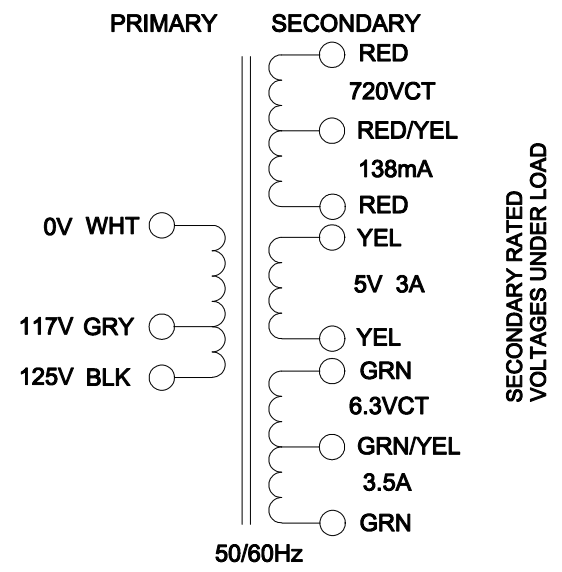 PRIMARY
SECONDARY
RED
720VCT
RED/YEL
138mA
RED
0V WHT
117V GRY
125V BLK
YEL
5V 3A
YEL
GRN
6.3VCT
GRN/YEL
3.5A
GRN
50/60Hz
SECONDARY RATED
VOLTAGES UNDER LOAD